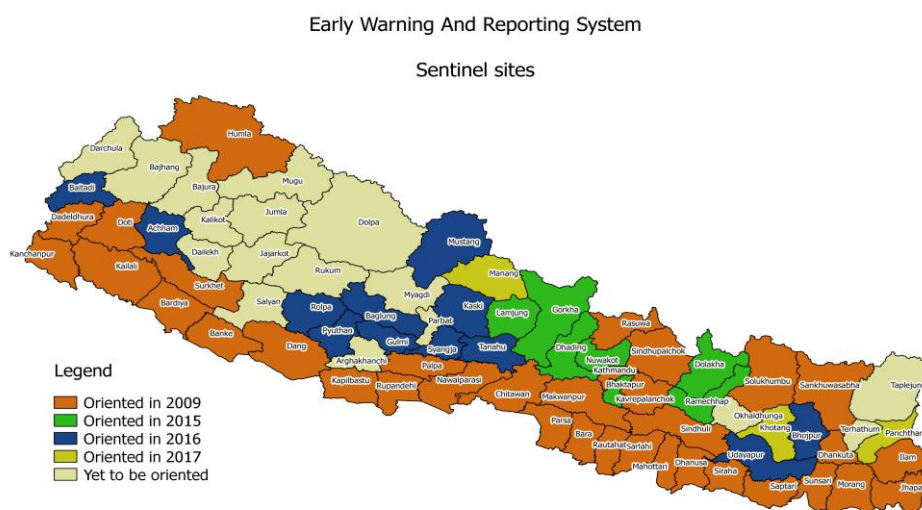 Early Warning And Reporting System
Sentinel sites
Humla
Darchula
Bajhang
Mugu
Baitadi
Bajura
Jumla
Dadeldhura
Doti
Achham
Kalikot
Dolpa
Mustang
Kanchanpur
Dailekh
Jajarkot
Kailali
Rukum
Manang
Surkhet
Myagdi
Bardiya
Salyan
Rolpa
Baglung
Parbat
Kaski
Lamjung
Gorkha
Rasuwa
Banke
Pyuthan
Gulmi
Syangja
Tanahu
Dhading
Nuwakot
Sindhupalchok
Dolakha
Dang
Arghakhanchi
Palpa
Kathmandu
Solukhumbu
Sankhuwasabha
Taplejun
Kapilbastu
Rupandehi
Nawalparasi
Chitawan
Makwanpur
Bhaktapur
Kavrepalanchok
Ramechhap
Okhaldhunga
Khotang
Bhojpur
Terhathum
Panchthar
Parsa
Bara
Rautahat
Sarlahi
Sindhuli
Udayapur
Dhankuta
Ilam
Mahottari
Dhanusa
Siraha
Saptari
Sunsari
Morang
Jhapa
Legend
Oriented in 2009
Oriented in 2015
Oriented in 2016
Oriented in 2017
Yet to be oriented